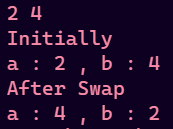 2 4
Initially
a : 2 , b : 4
After Swap
a : 4 , b : 2